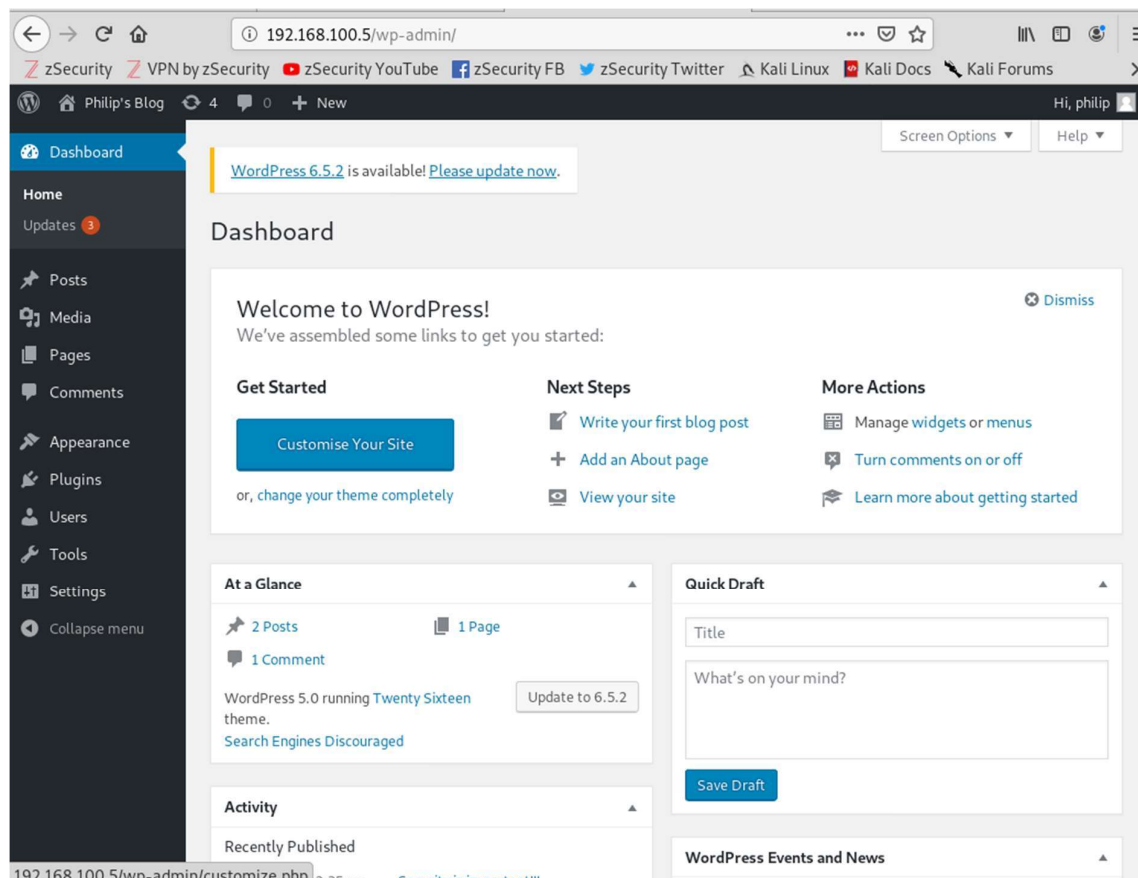 192.168.100.5/wp-admin/
zSecurity VPN by zSecurity zSecurity YouTube zSecurity FB zSecurity Twitter Kali Linux Kali Docs Kali Forums
Philip's Blog 4 0 New Hi, philip
Screen Options Help
Dashboard
Home
Updates 3
Posts
Media
Pages
Comments
Appearance
Plugins
Users
Tools
Settings
Collapse menu
WordPress 6.5.2 is available! Please update now.
Dashboard
Welcome to WordPress!
We've assembled some links to get you started:
Dismiss
Get Started
Customise Your Site
or, change your theme completely
Next Steps
Write your first blog post
Add an About page
View your site
More Actions
Manage widgets or menus
Turn comments on or off
Learn more about getting started
At a Glance
2 Posts 1 Page
1 Comment
WordPress 5.0 running Twenty Sixteen
theme.
Update to 6.5.2
Search Engines Discouraged
Activity
Recently Published
Quick Draft
Title
What's on your mind?
Save Draft
WordPress Events and News
192.168.100.5/wp-admin/customize.php